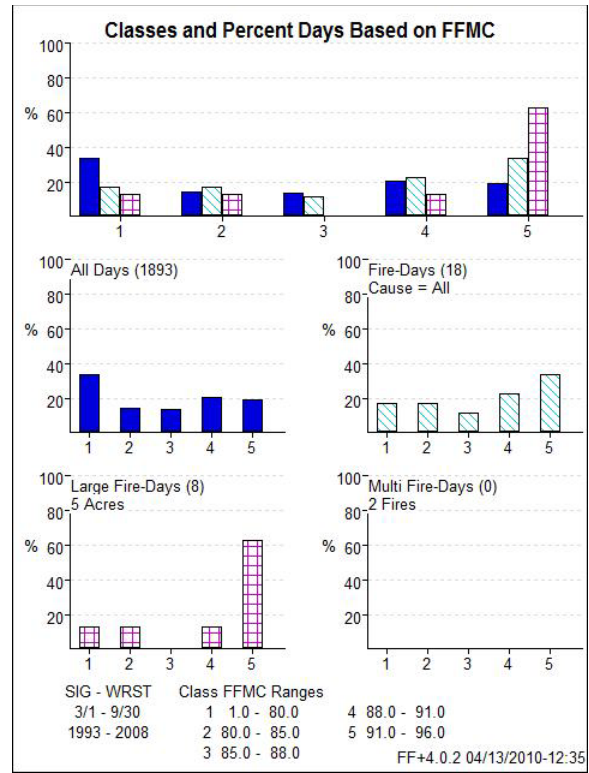 Classes and Percent Days Based on FFMC
100
80
% 60
40
20
1 2 3 4 5
100 All Days (1893)
80
% 60
40
20
1 2 3 4 5
100 Fire-Days (18)
80 Cause = All
% 60
40
20
1 2 3 4 5
100 Large Fire-Days (8)
80 5 Acres
% 60
40
20
1 2 3 4 5
100 Multi Fire-Days (0)
80 2 Fires
% 60
40
20
1 2 3 4 5
SIG - WRST
3/1 - 9/30
1993 - 2008
Class FFMC Ranges
1 1.0 - 80.0
2 80.0 - 85.0
3 85.0 - 88.0
4 88.0 - 91.0
5 91.0 - 96.0
FF+4.0.2 04/13/2010-12:35